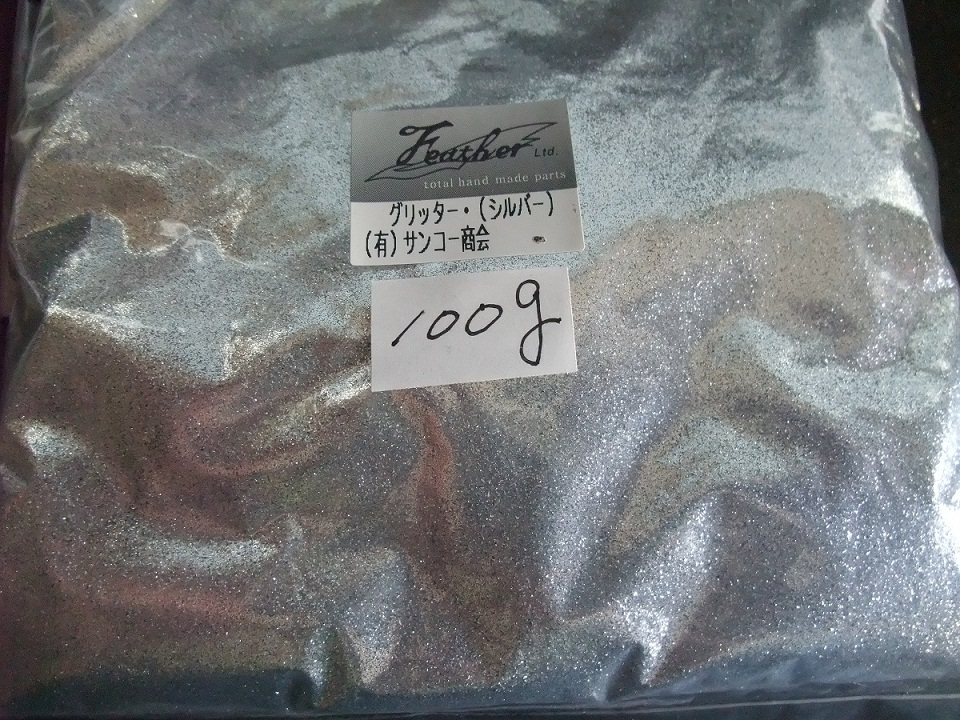 Feather Ltd.
total hand made parts
グリッター・(シルバー)
(有)サンコー商会
100g